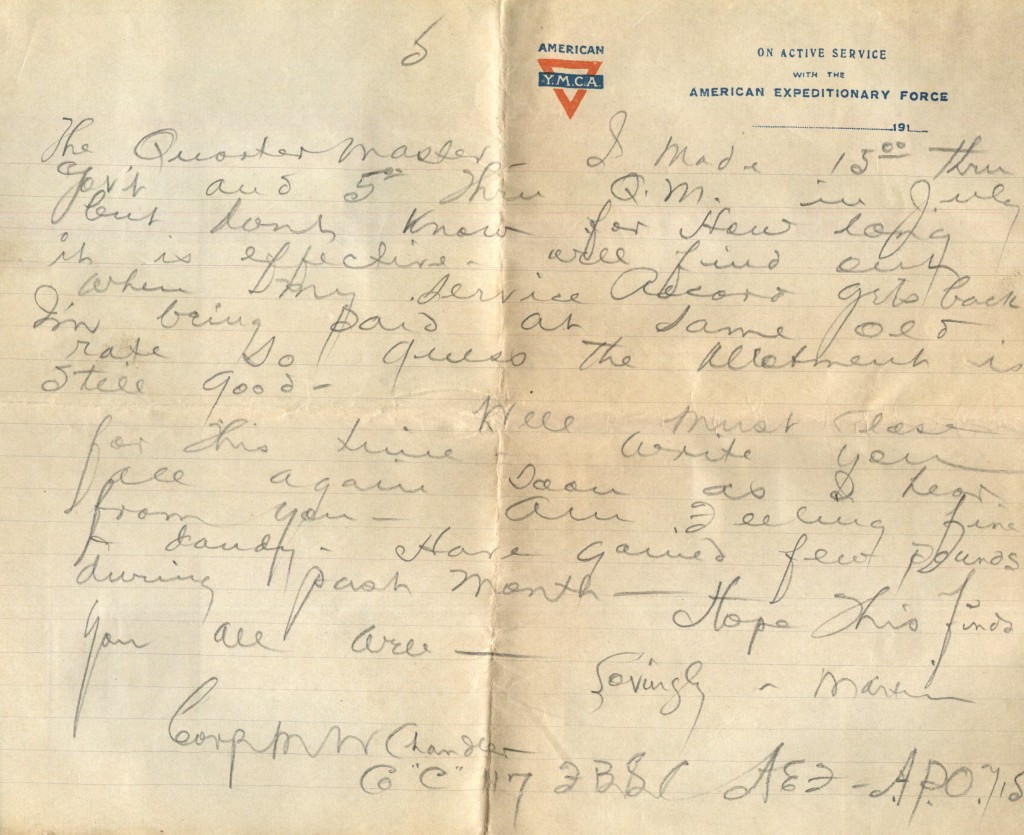 5
AMERICAN
Y.M.C.A.
ON ACTIVE SERVICE
WITH THE
AMERICAN EXPEDITIONARY FORCE
191
The Quarter Master - I made 15 00 thru
Gov't and 5 00 thru Q.M. in July
but dont know for How long
it is effective - will find out
when my Service Record gets back
I'm being paid at same old
rate so guess the allotment is
still good -
Well must close
for this time - write you
all again soon as I hear
from you - Am feeling fine
& dandy - Have gained few pounds
during past month -
Hope this finds
you all well -
Lovingly - Martin
Corp M W Chandler
Co "C" 117 F B S C AEF - A.P.O. 715